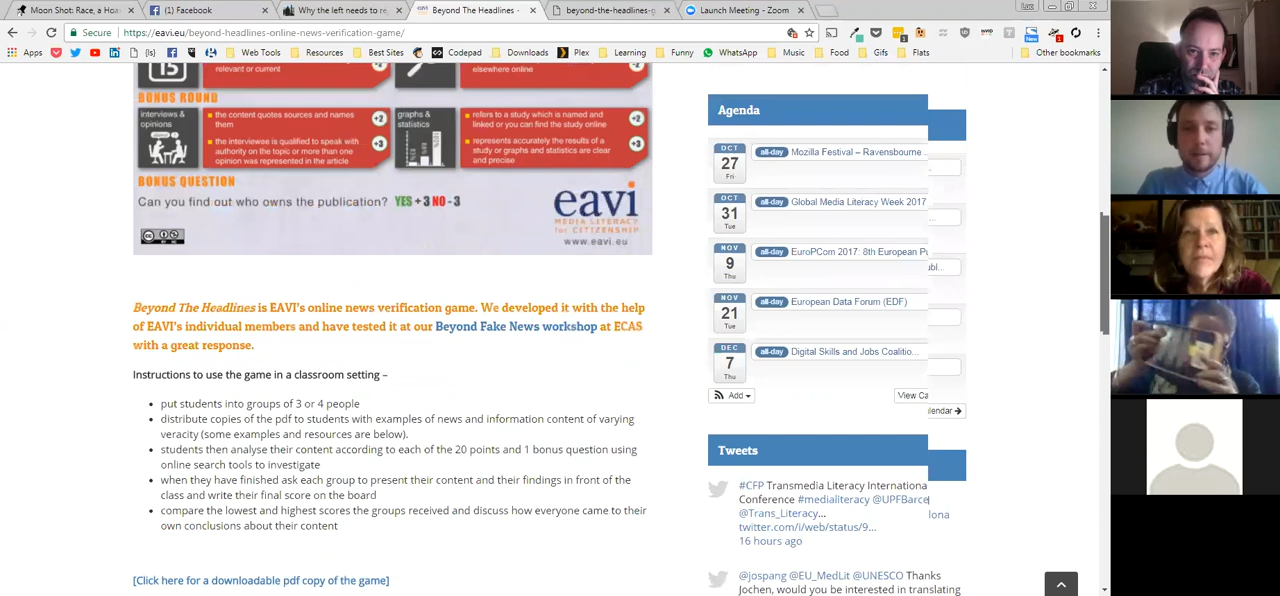 Moon Shot: Race, a Hoa
(1) Facebook
Why the left needs to re
Beyond The Headlines -
beyond-the-headlines-o
Launch Meeting - Zoom
Secure
https://eavi.eu/beyond-headlines-online-news-verification-game/
Apps
(ls)
Web Tools
Resources
Best Sites
Codepad
Downloads
Plex
Learning
Funny
WhatsApp
Music
Food
Gifs
Flats
Other bookmarks
15
relevant or current
elsewhere online
BONUS ROUND
interviews & opinions
the content quotes sources and names them
+2
the interviewee is qualified to speak with authority on the topic or more than one opinion was represented in the article
+3
graphs & statistics
refers to a study which is named and linked or you can find the study online
+2
represents accurately the results of a study or graphs and statistics are clear and precise
+3
BONUS QUESTION
Can you find out who owns the publication? YES +3 NO -3
eavi
MEDIA LITERACY
for CITIZENSHIP
www.eavi.eu
Beyond The Headlines is EAVI's online news verification game. We developed it with the help
of EAVI's individual members and have tested it at our Beyond Fake News workshop at ECAS
with a great response.
Instructions to use the game in a classroom setting –
put students into groups of 3 or 4 people
distribute copies of the pdf to students with examples of news and information content of varying
veracity (some examples and resources are below).
students then analyse their content according to each of the 20 points and 1 bonus question using
online search tools to investigate
when they have finished ask each group to present their content and their findings in front of the
class and write their final score on the board
compare the lowest and highest scores the groups received and discuss how everyone came to their
own conclusions about their content
[Click here for a downloadable pdf copy of the game]
Agenda
OCT
27
Fri
all-day
Mozilla Festival – Ravensbourne ..
OCT
31
Tue
all-day
Global Media Literacy Week 2017
NOV
9
Thu
all-day
EuroPCom 2017: 8th European Pu
ubl...
NOV
21
Tue
all-day
European Data Forum (EDF)
DEC
7
Thu
all-day
Digital Skills and Jobs Coalitio...
Add
View Ca
lendar
Tweets
#CFP Transmedia Literacy International
Conference #medialiteracy @UPFBarce
lona
@Trans_Literacy...
twitter.com/i/web/status/9...
16 hours ago
@jospang @EU_MedLit @UNESCO Thanks
Jochen, would you be interested in translating